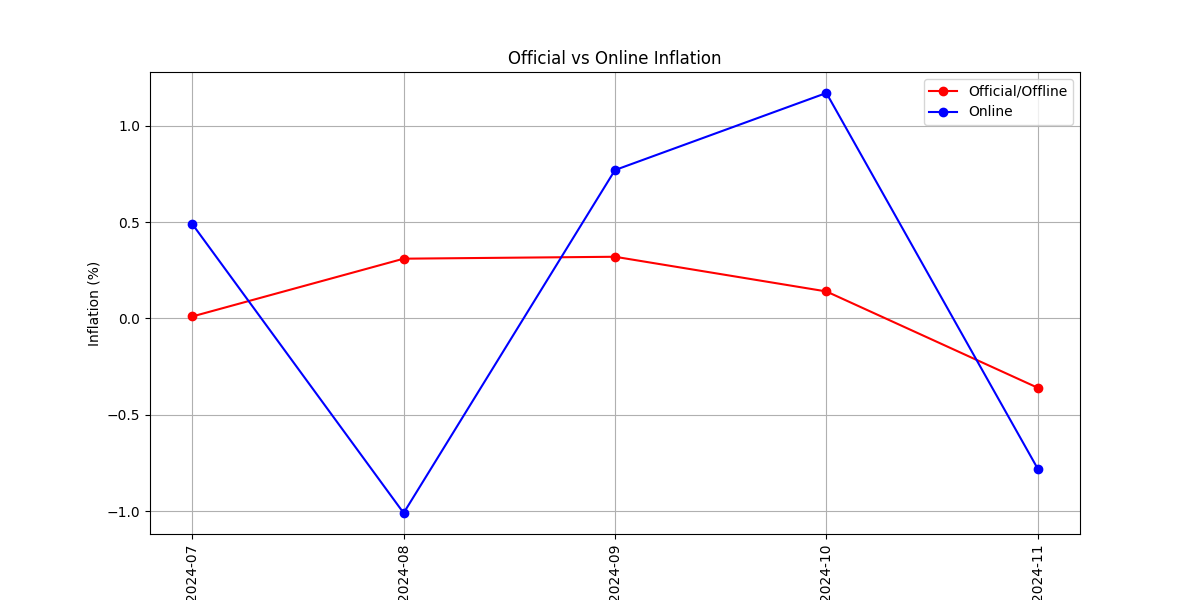 Official vs Online Inflation
Official/Offline
Online
Inflation (%)
1.0
0.5
0.0
−0.5
−1.0
2024-07
2024-08
2024-09
2024-10
2024-11